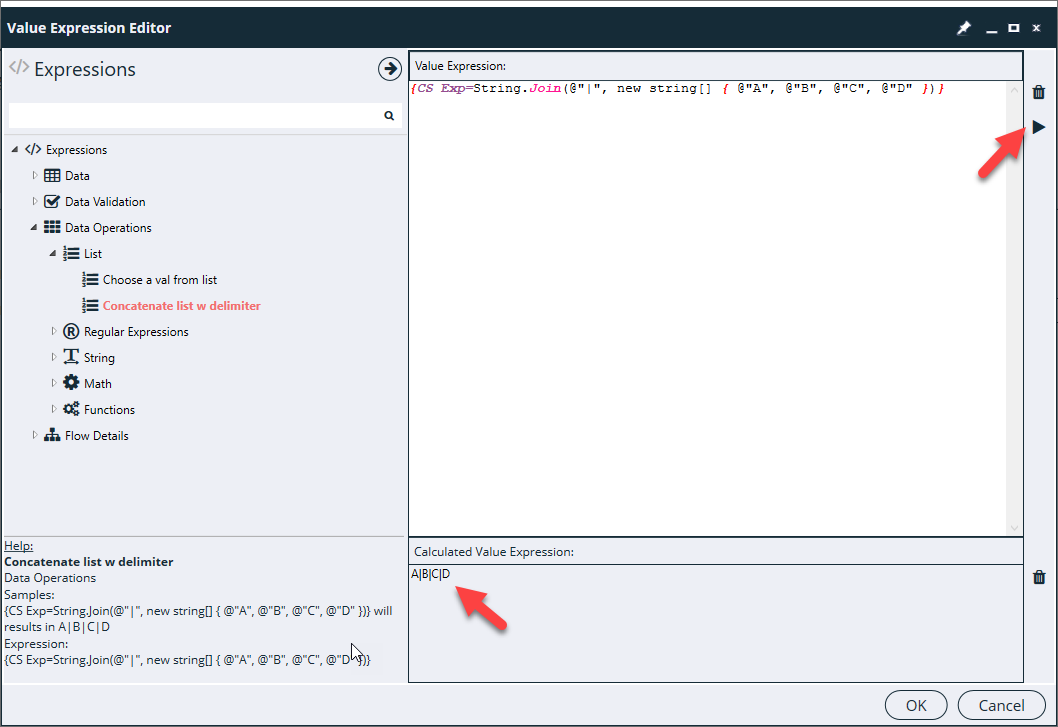 Value Expression Editor
Expressions
Expressions
Data
Data Validation
Data Operations
List
Choose a val from list
Concatenate list w delimiter
Regular Expressions
String
Math
Functions
Flow Details
Help:
Concatenate list w delimiter
Data Operations
Samples:
{CS Exp=String.Join(@"|", new string[] { @"A", @"B", @"C", @"D" })} will
results in A|B|C|D
Expression:
{CS Exp=String.Join(@"|", new string[] { @"A", @"B", @"C", @"D" })}
Value Expression:
{CS Exp=String.Join(@"|", new string[] { @"A", @"B", @"C", @"D" })}
Calculated Value Expression:
A|B|C|D
OK
Cancel